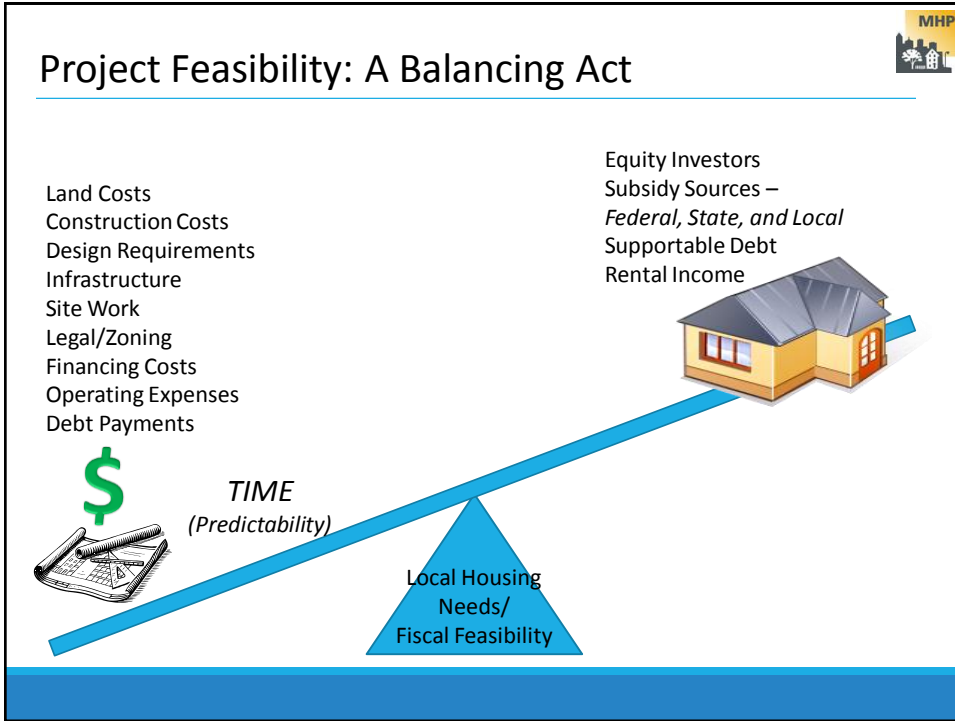 MHP
Project Feasibility: A Balancing Act
Land Costs
Construction Costs
Design Requirements
Infrastructure
Site Work
Legal/Zoning
Financing Costs
Operating Expenses
Debt Payments
Equity Investors
Subsidy Sources –
Federal, State, and Local
Supportable Debt
Rental Income
$
TIME
(Predictability)
Local Housing
Needs/
Fiscal Feasibility